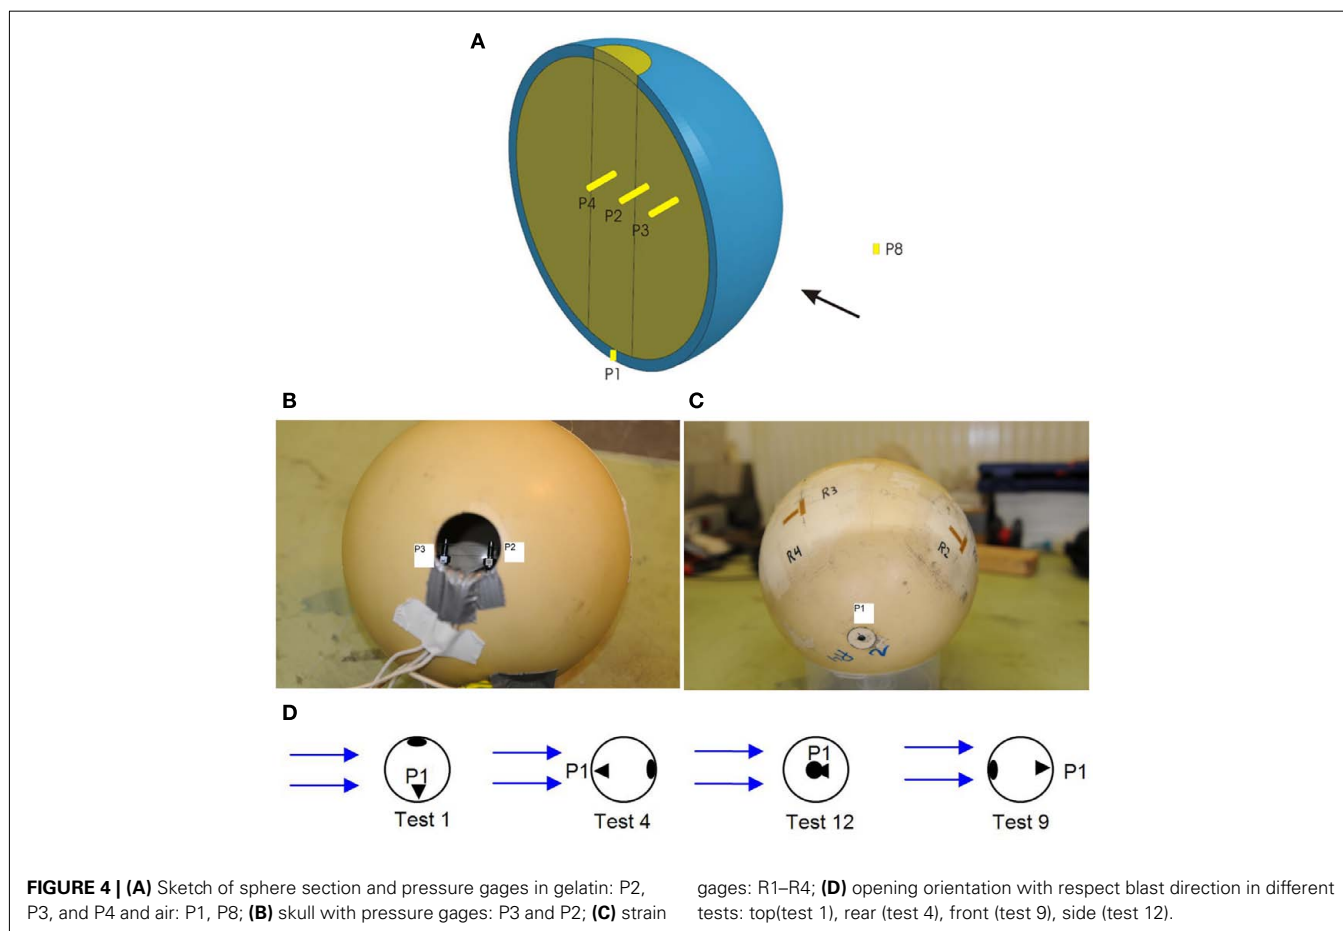 A
P4
P2
P3
P8
P1
B
C
P3
P2
R3
R4
R2
P1
2
D
P1
Test 1
P1
Test 4
P1
Test 12
P1
Test 9
FIGURE 4 | (A) Sketch of sphere section and pressure gages in gelatin: P2,
P3, and P4 and air: P1, P8; (B) skull with pressure gages: P3 and P2; (C) strain
gages: R1–R4; (D) opening orientation with respect blast direction in different
tests: top(test 1), rear (test 4), front (test 9), side (test 12).